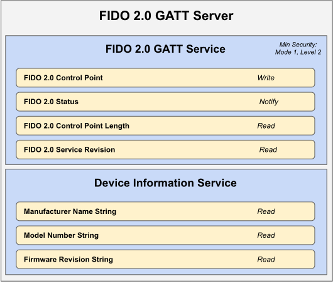 FIDO 2.0 GATT Server
FIDO 2.0 GATT Service
Min Security:
Mode 1, Level 2
FIDO 2.0 Control Point Write
FIDO 2.0 Status Notify
FIDO 2.0 Control Point Length Read
FIDO 2.0 Service Revision Read
Device Information Service
Manufacturer Name String Read
Model Number String Read
Firmware Revision String Read